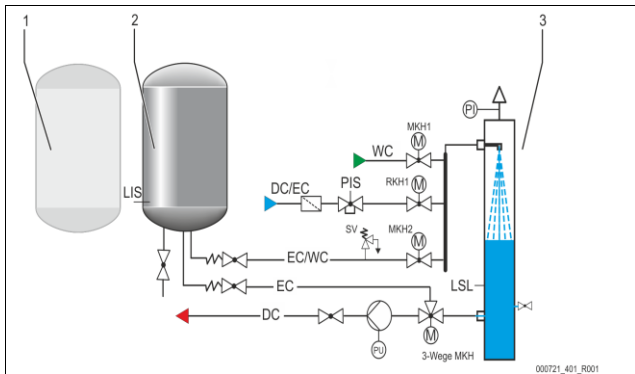 1
2
3
PI
MKH1
M
WC
DC/EC
PIS
RKH1
M
LIS
SV
MKH2
M
EC/WC
EC
LSL
DC
PU
M
3-Wege MKH
000721_401_R001